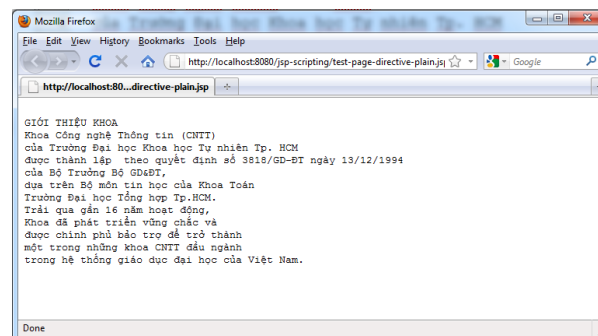 Mozilla Firefox
File Edit View History Bookmarks Tools Help
http://localhost:8080/jsp-scripting/test-page-directive-plain.js
Google
http://localhost:80...directive-plain.jsp
GIỚI THIỆU KHOA
Khoa Công nghệ Thông tin (CNTT)
của Trường Đại học Khoa học Tự nhiên Tp. HCM
được thành lập theo quyết định số 3818/GD-ĐT ngày 13/12/1994
của Bộ Trưởng Bộ GD&ĐT,
dựa trên Bộ môn tin học của Khoa Toán
Trường Đại học Tổng hợp Tp.HCM.
Trải qua gần 16 năm hoạt động,
Khoa đã phát triển vững chắc và
được chính phủ bảo trợ để trở thành
một trong những khoa CNTT đầu ngành
trong hệ thống giáo dục đại học của Việt Nam.
Done